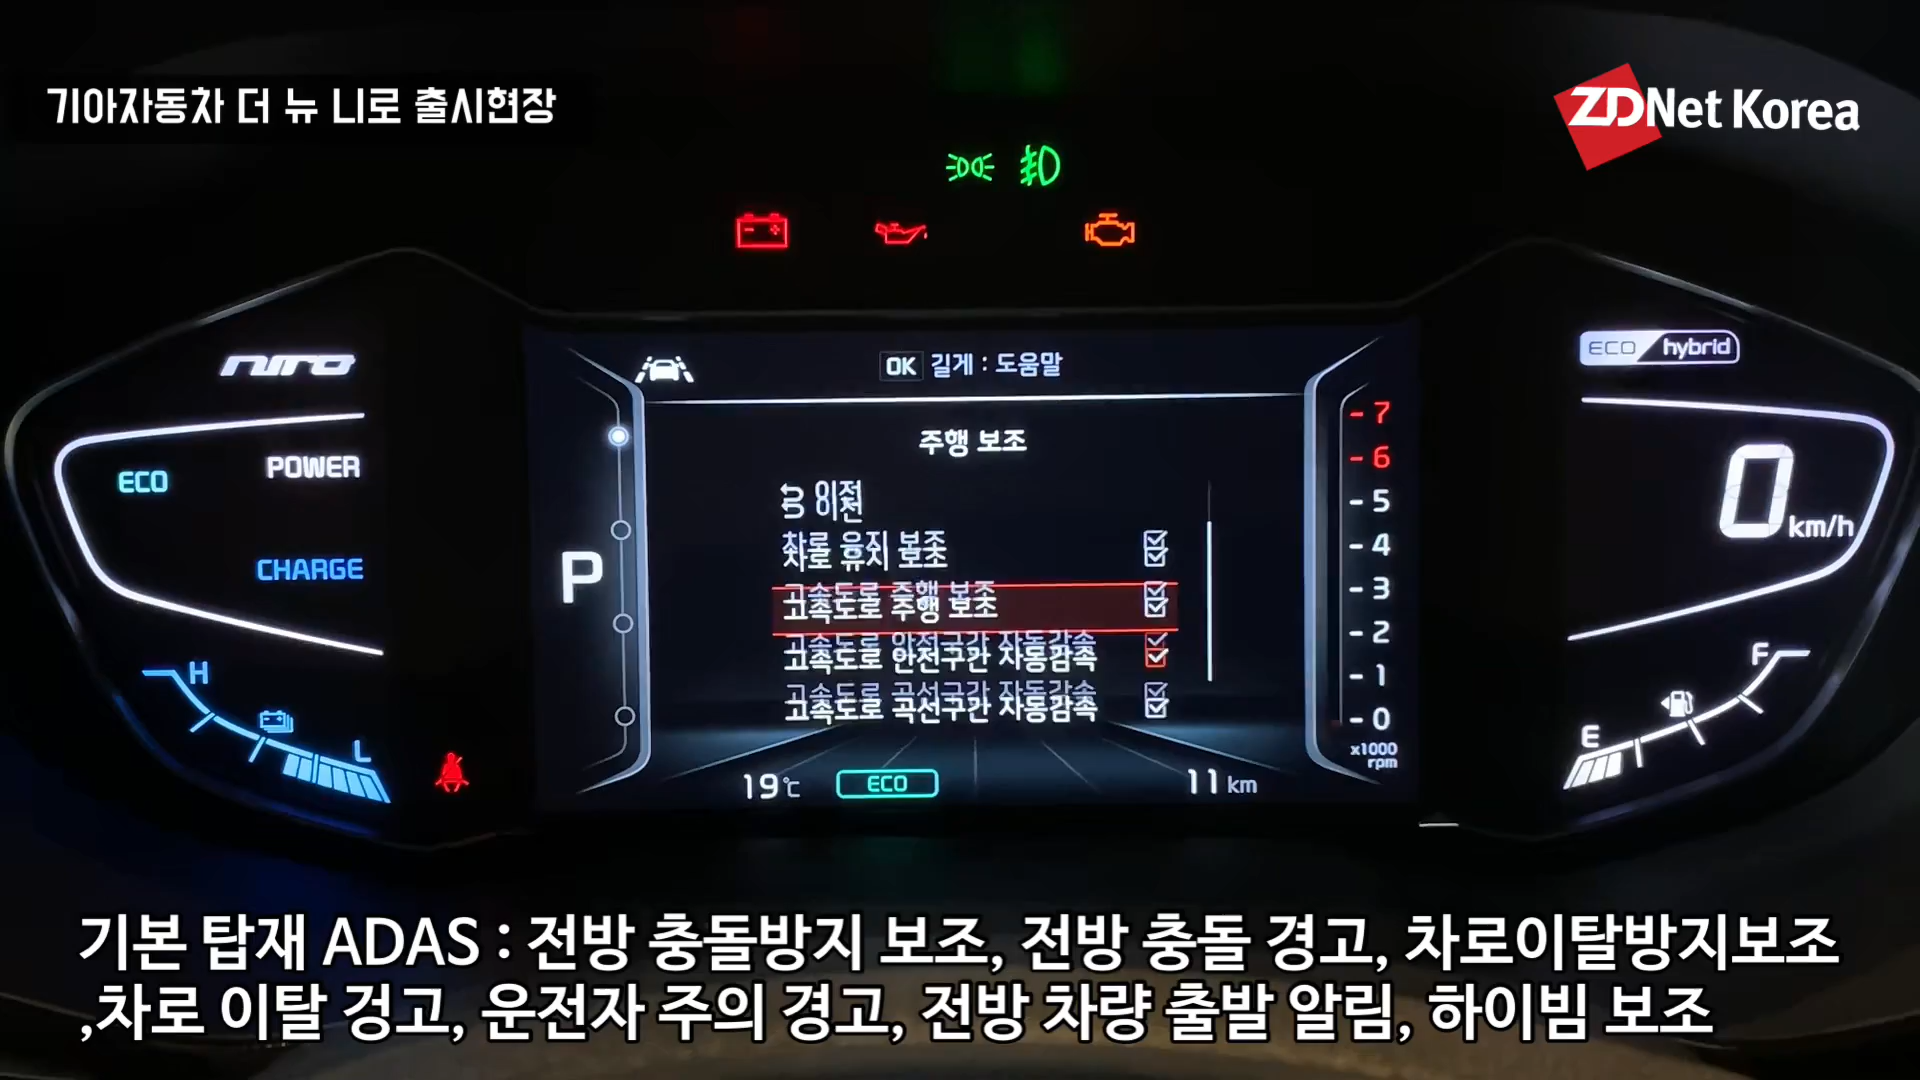 기아자동차 더 뉴 니로 출시현장
ZDNet Korea
NIRO
ECO hybrid
OK 길게 : 도움말
주행 보조
이전
차로 유지 보조
고속도로 주행 보조
고속도로 안전구간 자동감속
고속도로 곡선구간 자동감속
ECO
POWER
CHARGE
P
H
L
7
6
5
4
3
2
1
0
x1000
rpm
0 km/h
F
E
19℃
ECO
11 km
기본 탑재 ADAS : 전방 충돌방지 보조, 전방 충돌 경고, 차로이탈방지보조
,차로 이탈 경고, 운전자 주의 경고, 전방 차량 출발 알림, 하이빔 보조